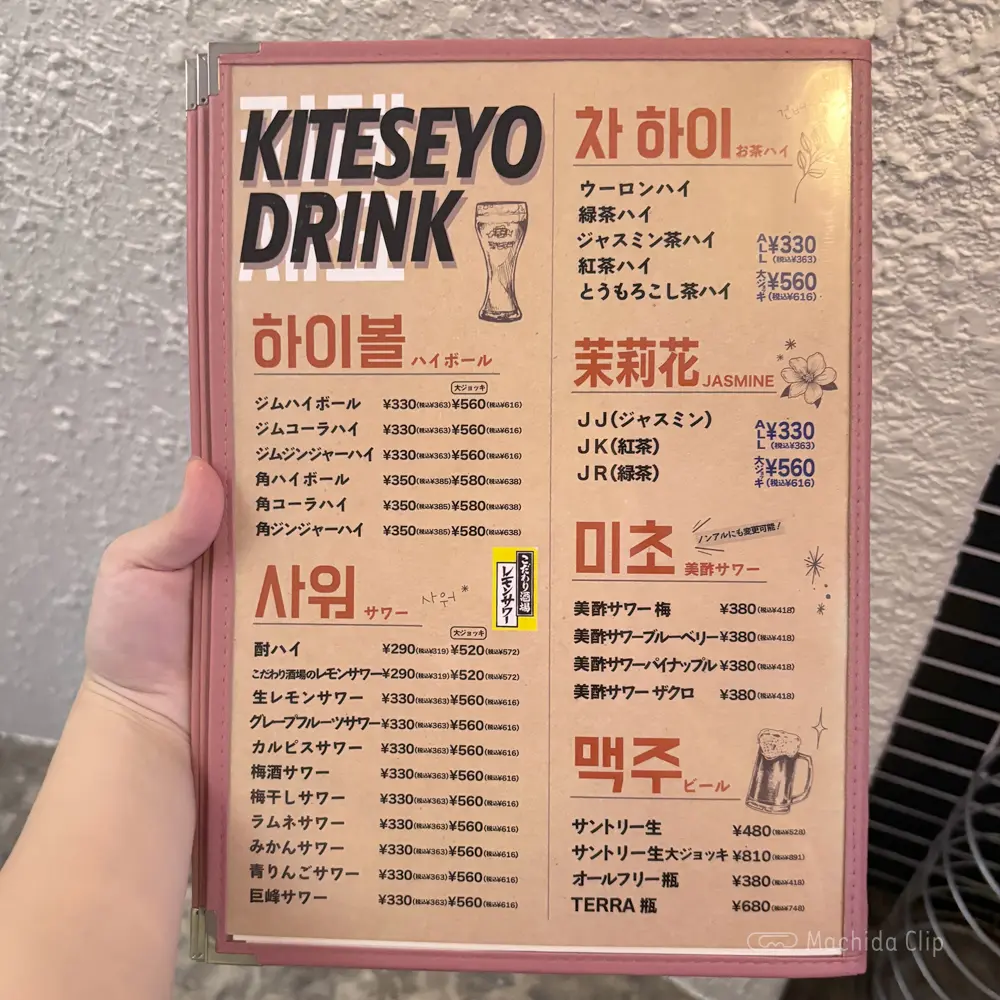 KITESEYO
DRINK
하이볼 ハイボール
大ジョッキ
ジムハイボール ¥330(税込¥363) ¥560(税込¥616)
ジムコーラハイ ¥330(税込¥363) ¥560(税込¥616)
ジムジンジャーハイ ¥330(税込¥363) ¥560(税込¥616)
角ハイボール ¥350(税込¥385) ¥580(税込¥638)
角コーラハイ ¥350(税込¥385) ¥580(税込¥638)
角ジンジャーハイ ¥350(税込¥385) ¥580(税込¥638)
사워 サワー 사워
こだわり酒場
レモンサワー
大ジョッキ
酎ハイ ¥290(税込¥319) ¥520(税込¥572)
こだわり酒場のレモンサワー ¥290(税込¥319) ¥520(税込¥572)
生レモンサワー ¥330(税込¥363) ¥560(税込¥616)
グレープフルーツサワー ¥330(税込¥363) ¥560(税込¥616)
カルピスサワー ¥330(税込¥363) ¥560(税込¥616)
梅酒サワー ¥330(税込¥363) ¥560(税込¥616)
梅干しサワー ¥330(税込¥363) ¥560(税込¥616)
ラムネサワー ¥330(税込¥363) ¥560(税込¥616)
みかんサワー ¥330(税込¥363) ¥560(税込¥616)
青りんごサワー ¥330(税込¥363) ¥560(税込¥616)
巨峰サワー ¥330(税込¥363) ¥560(税込¥616)
차 하이 お茶ハイ
건배
ウーロンハイ
緑茶ハイ
ジャスミン茶ハイ
紅茶ハイ
とうもろこし茶ハイ
ALL ¥330(税込¥363)
大ジョッキ ¥560(税込¥616)
茉莉花 JASMINE
JJ(ジャスミン)
JK(紅茶)
JR(緑茶)
ALL ¥330(税込¥363)
大ジョッキ ¥560(税込¥616)
미초 美酢サワー
ノンアルにも変更可能!
美酢サワー 梅 ¥380(税込¥418)
美酢サワーブルーベリー ¥380(税込¥418)
美酢サワーパイナップル ¥380(税込¥418)
美酢サワー ザクロ ¥380(税込¥418)
맥주 ビール
サントリー生 ¥480(税込¥528)
サントリー生大ジョッキ ¥810(税込¥891)
オールフリー瓶 ¥380(税込¥418)
TERRA 瓶 ¥680(税込¥748)
Machida Clip